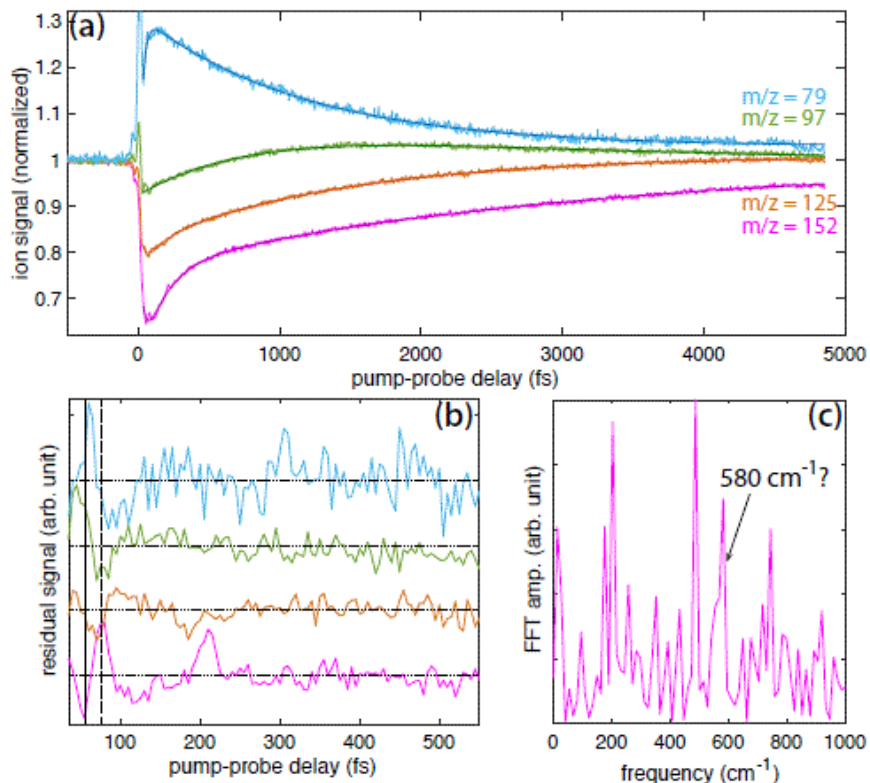 (a)
1.3
1.2
1.1
1
0.9
0.8
0.7
ion signal (normalized)
m/z = 79
m/z = 97
m/z = 125
m/z = 152
0
1000
2000
3000
4000
5000
pump-probe delay (fs)
(b)
residual signal (arb. unit)
100
200
300
400
500
pump-probe delay (fs)
(c)
580 cm⁻¹?
FFT amp. (arb. unit)
0
200
400
600
800
1000
frequency (cm⁻¹)